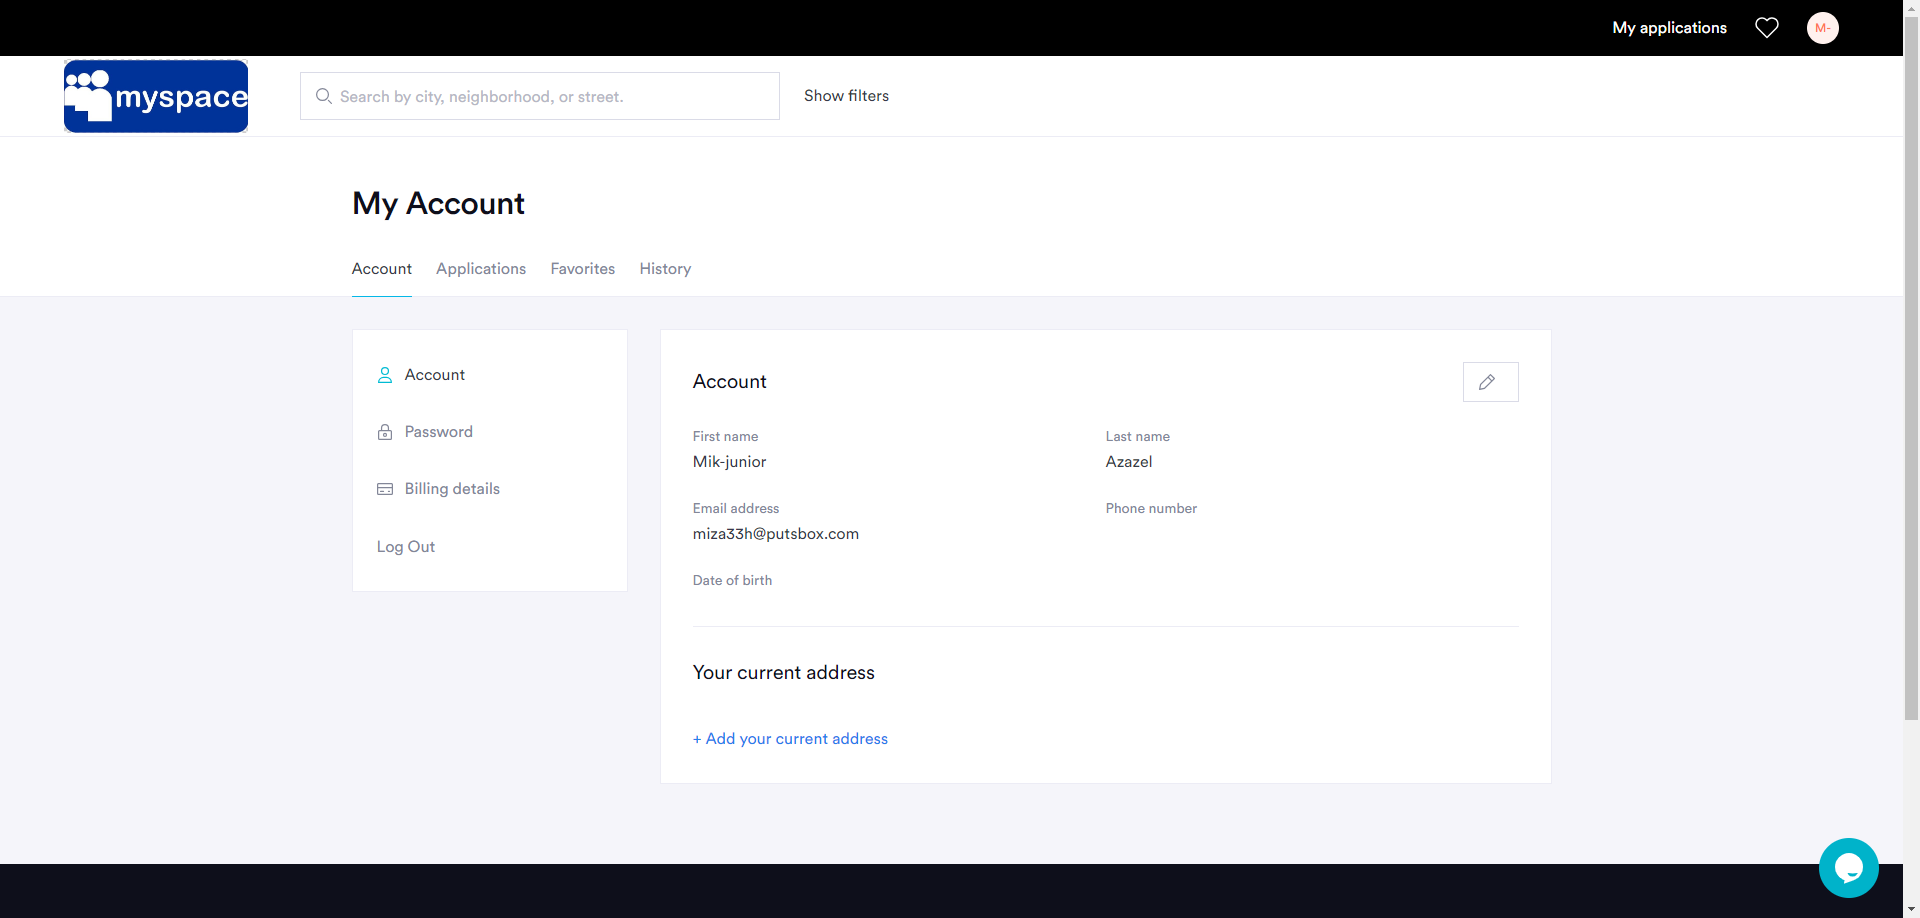 My applications
M-
myspace
Search by city, neighborhood, or street.
Show filters
My Account
Account
Applications
Favorites
History
Account
Password
Billing details
Log Out
Account
First name
Last name
Mik-junior
Azazel
Email address
Phone number
miza33h@putsbox.com
Date of birth
Your current address
+ Add your current address